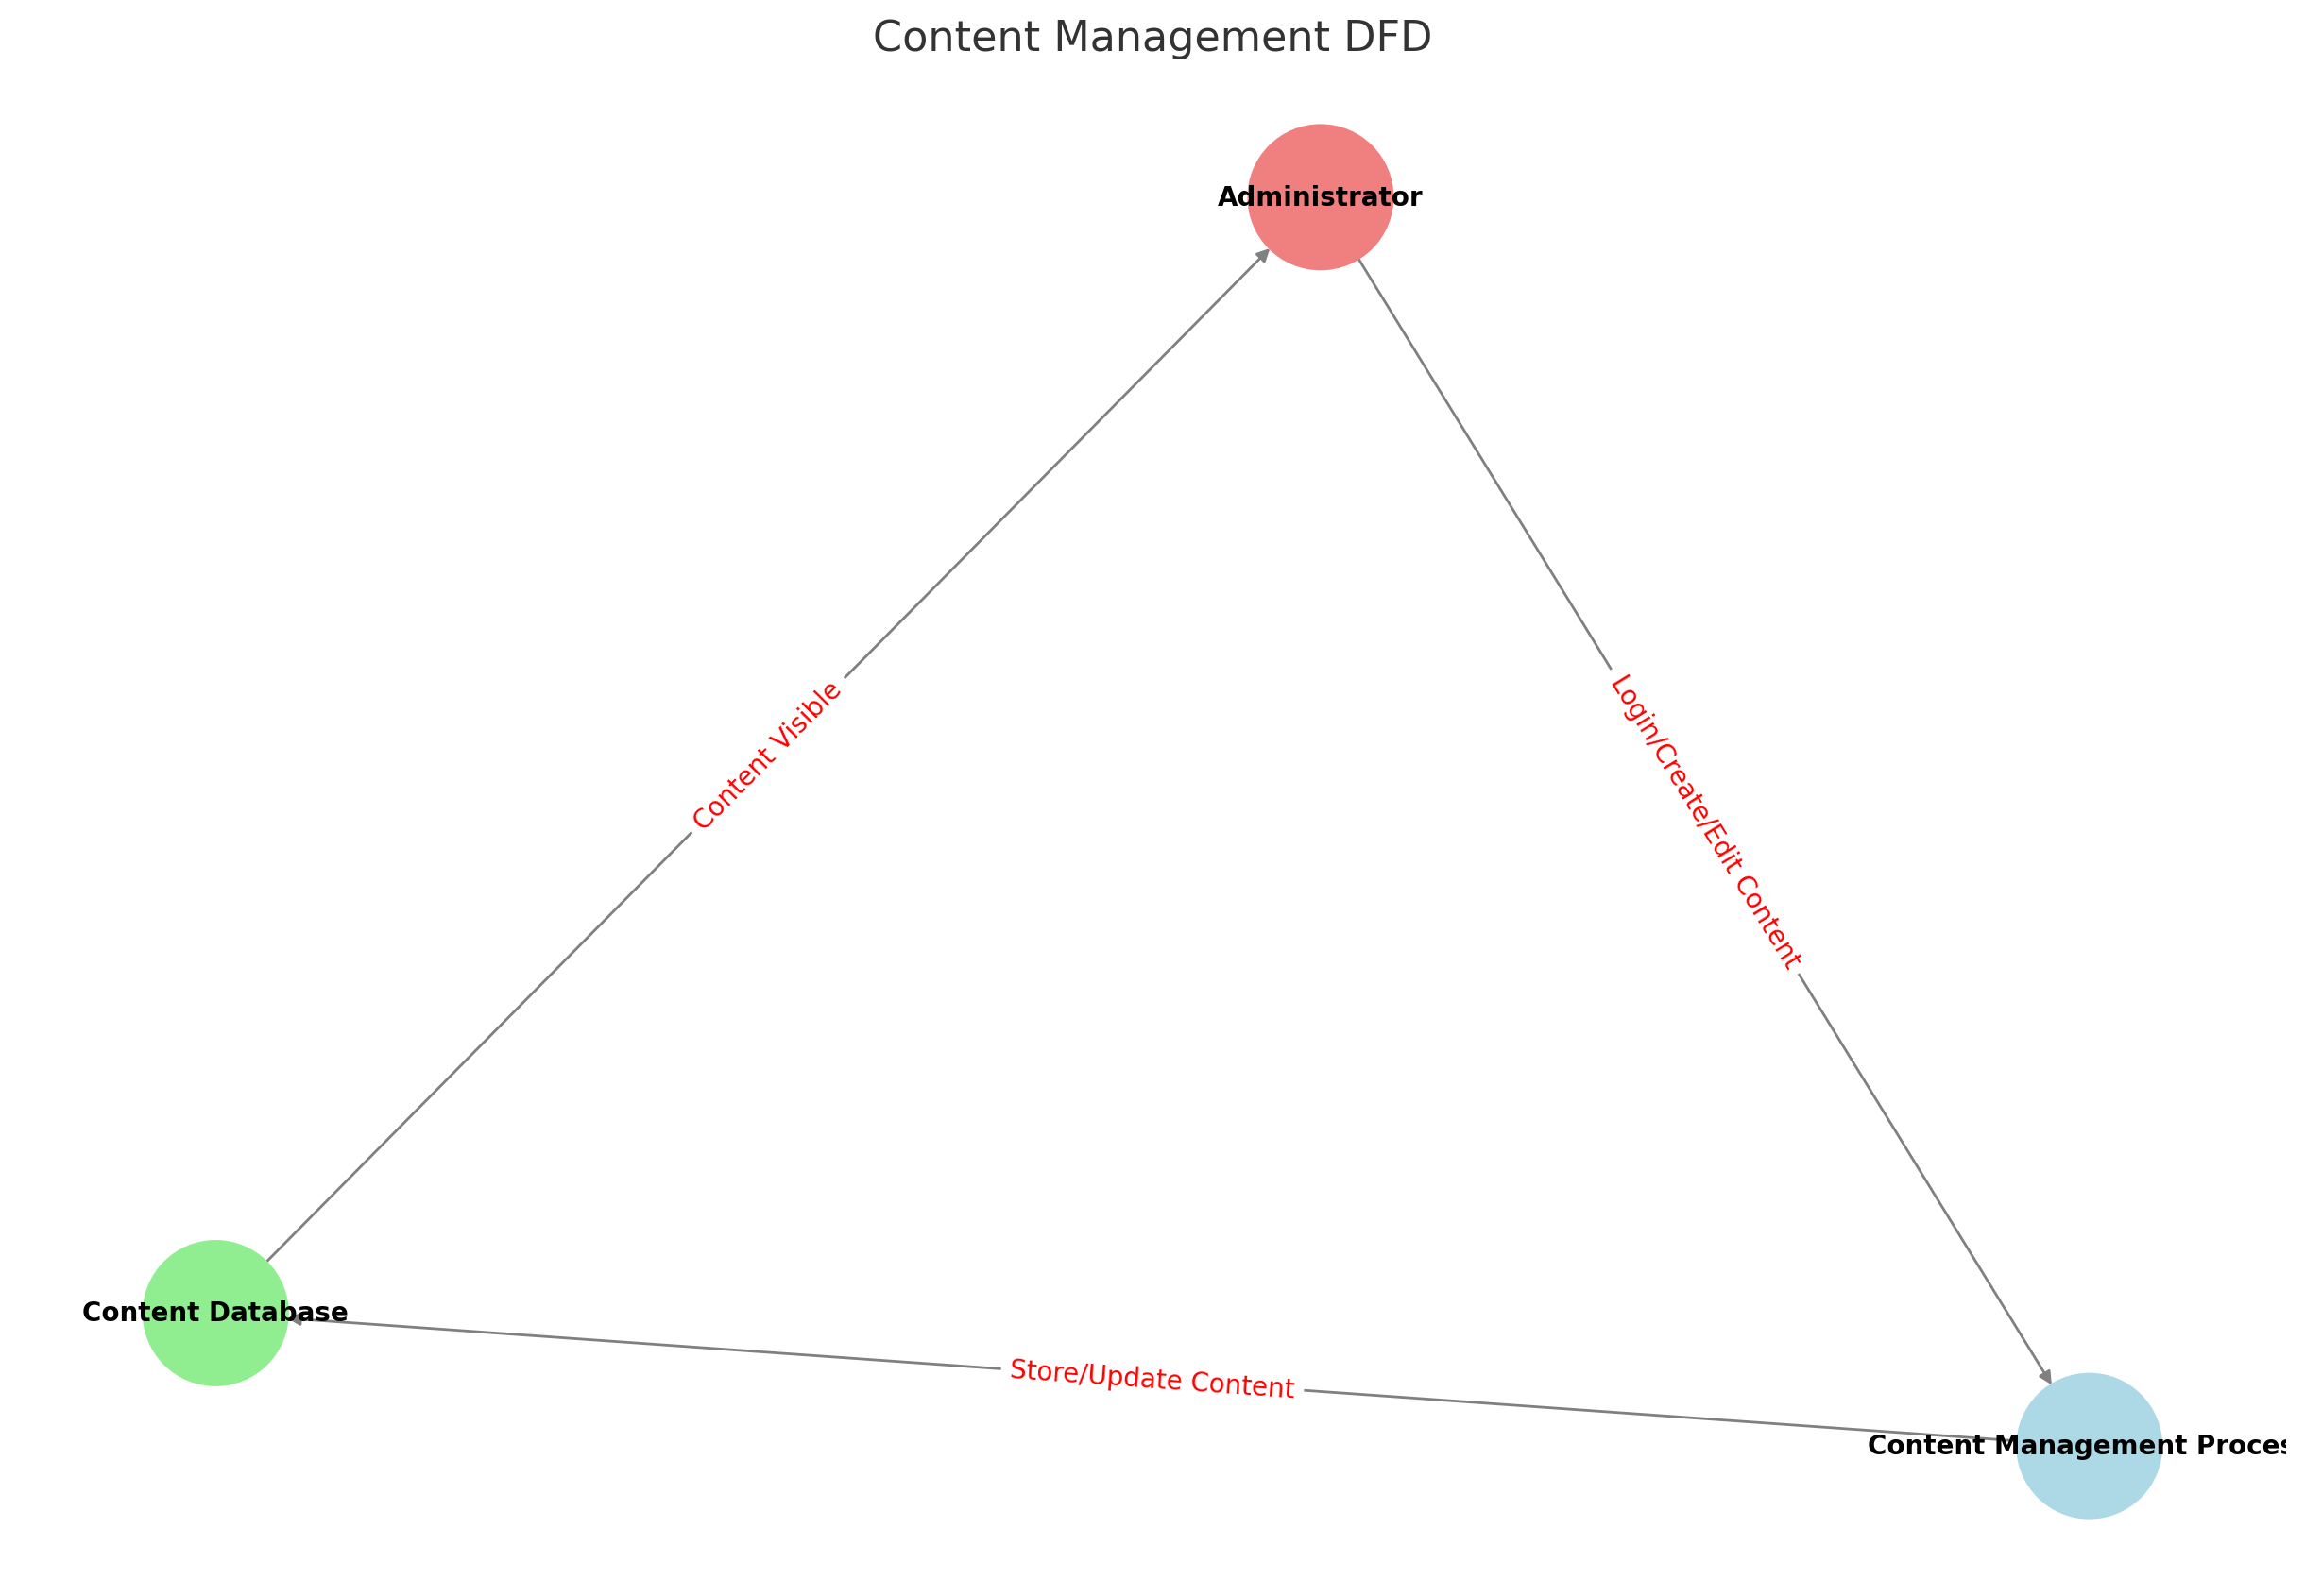 Content Management DFD
Administrator
Content Visible
Login/Create/Edit Content
Content Database
Store/Update Content
Content Management Proces